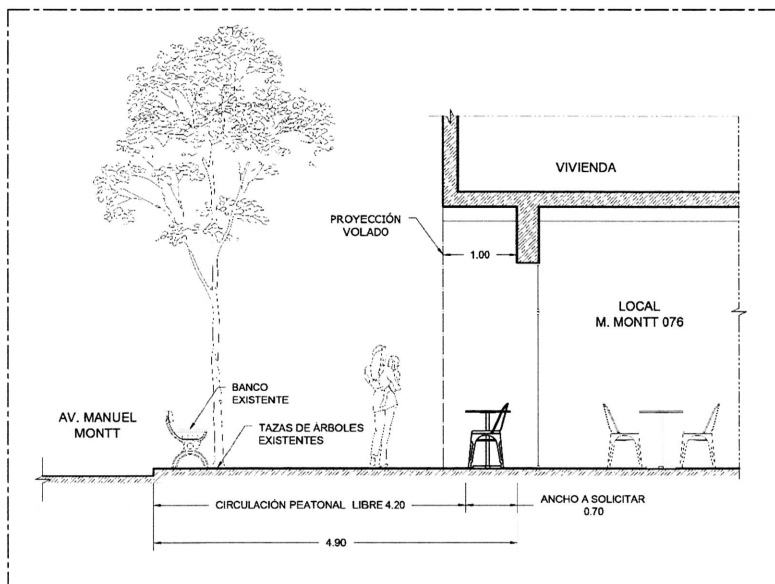 VIVIENDA
PROYECCIÓN
VOLADO
1.00
LOCAL
M. MONTT 076
BANCO
EXISTENTE
AV. MANUEL
MONTT
TAZAS DE ÁRBOLES
EXISTENTES
CIRCULACIÓN PEATONAL LIBRE 4.20
ANCHO A SOLICITAR
0.70
4.90